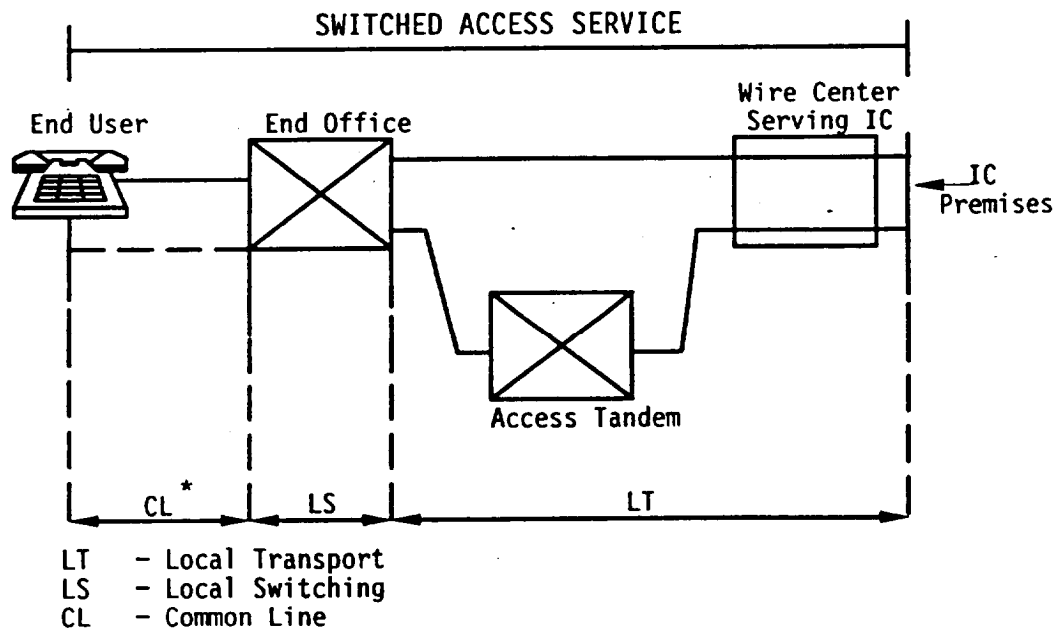 SWITCHED ACCESS SERVICE
Wire Center
Serving IC
End User
End Office
IC
Premises
Access Tandem
CL*
LS
LT
LT - Local Transport
LS - Local Switching
CL - Common Line